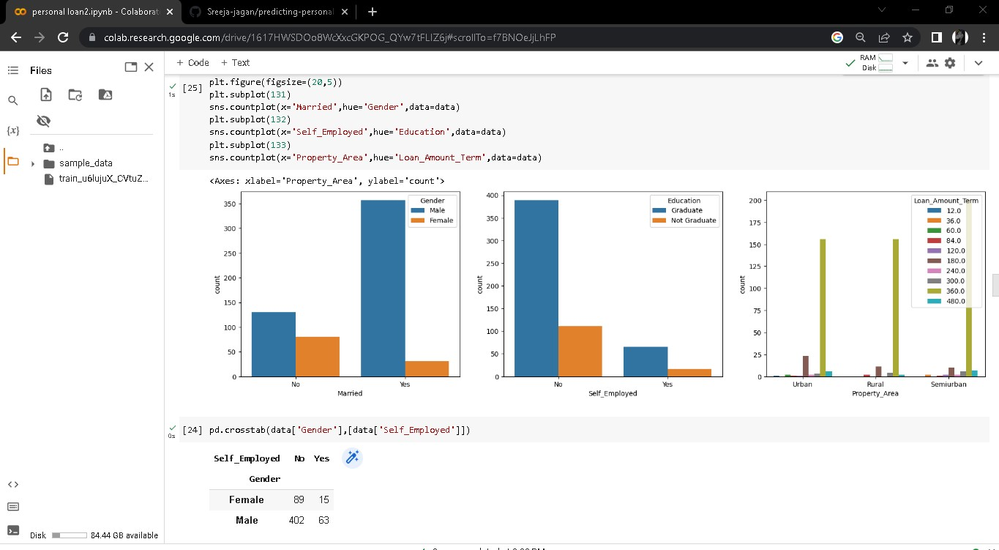 personal loan2.ipynb - Colaborat
Sreeja-jagan/predicting-personal
colab.research.google.com/drive/1617HWSDOo8WcXxcGKPOG_QYw7tFLIZ6j#scrollTo=f7BNOeJjLhFP
Files
+ Code + Text
RAM
Disk
{x}
..
sample_data
train_u6lujuX_CVtuZ...
1s
[25]
plt.figure(figsize=(20,5))
plt.subplot(131)
sns.countplot(x='Married',hue='Gender',data=data)
plt.subplot(132)
sns.countplot(x='Self_Employed',hue='Education',data=data)
plt.subplot(133)
sns.countplot(x='Property_Area',hue='Loan_Amount_Term',data=data)
<Axes: xlabel='Property_Area', ylabel='count'>
Gender
Male
Female
350
300
250
200
150
100
50
0
count
No Yes
Married
Education
Graduate
Not Graduate
400
350
300
250
200
150
100
50
0
count
No Yes
Self_Employed
Loan_Amount_Term
12.0
36.0
60.0
84.0
120.0
180.0
240.0
300.0
360.0
480.0
200
175
150
125
100
75
50
25
0
count
Urban Rural Semiurban
Property_Area
0s
[24] pd.crosstab(data['Gender'],[data['Self_Employed']])
Self_Employed No Yes
Gender
Female 89 15
Male 402 63
Disk 84.44 GB available